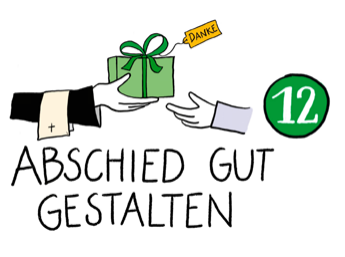 DANKE
12
ABSCHIED GUT
GESTALTEN